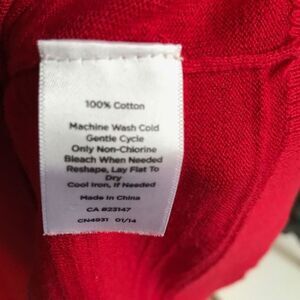 100% Cotton
Machine Wash Cold
Gentle Cycle
Only Non-Chlorine
Bleach When Needed
Reshape, Lay Flat To
Dry
Cool Iron, If Needed
Made in China
CA #23147
CN4931 01/14